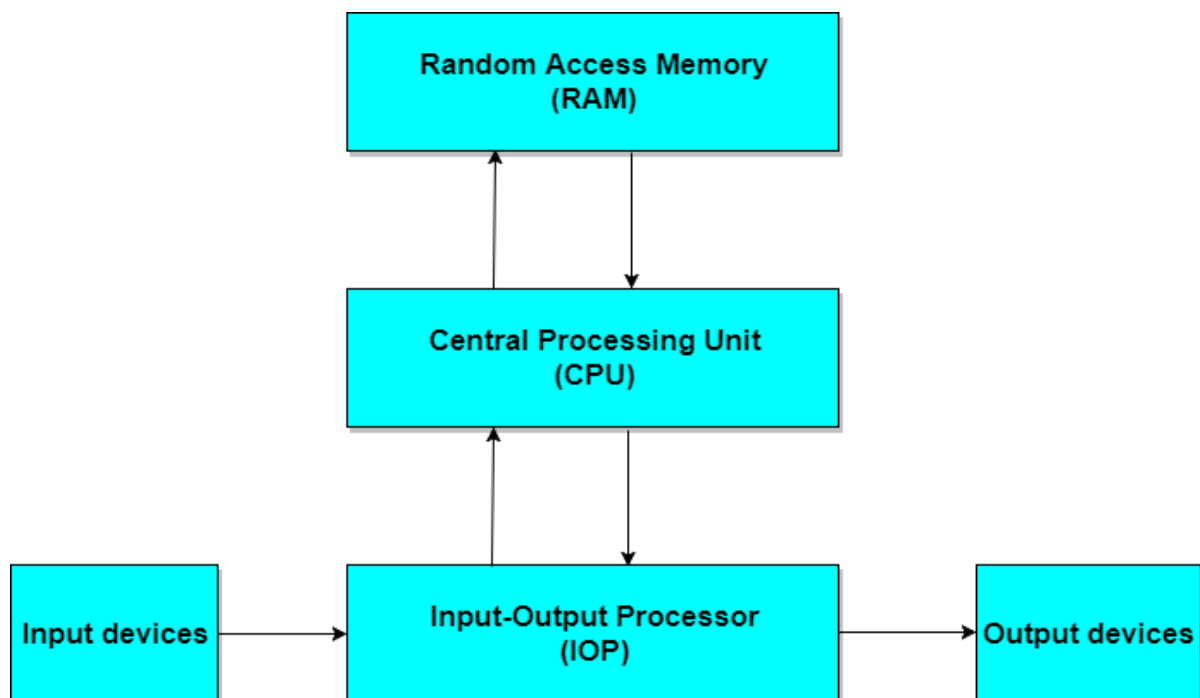 Random Access Memory
(RAM)
Central Processing Unit
(CPU)
Input devices
Input-Output Processor
(IOP)
Output devices